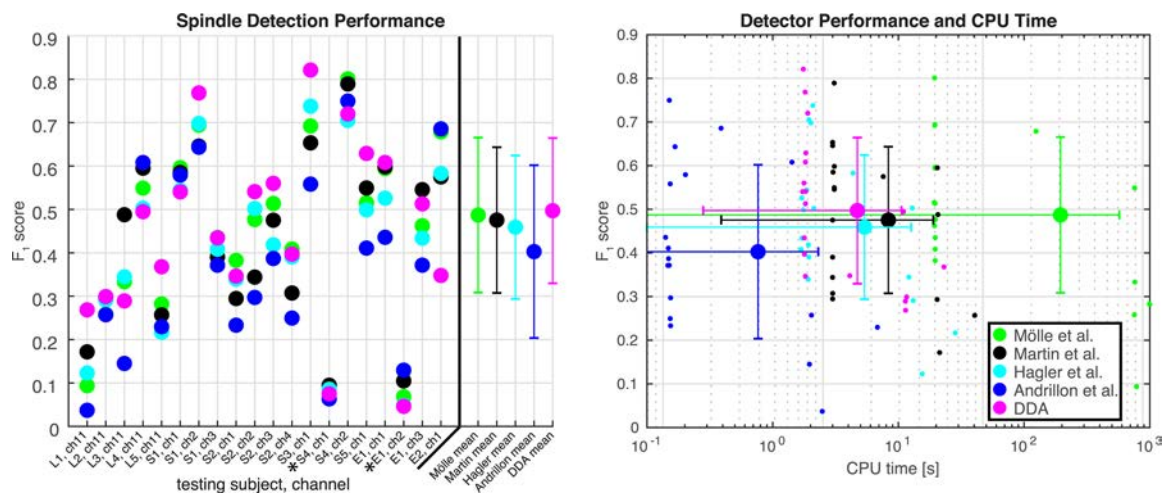 Spindle Detection Performance
0.9
0.8
0.7
0.6
0.5
0.4
0.3
0.2
0.1
0
F1 score
L1, ch11
L2, ch11
L3, ch11
L4, ch11
L5, ch11
S1, ch1
S1, ch2
S1, ch3
S2, ch1
S2, ch2
S2, ch3
S2, ch4
S3, ch1
*S4, ch1
S4, ch2
S5, ch1
E1, ch1
*E1, ch2
E1, ch3
E2, ch1
Mölle mean
Martin mean
Hagler mean
Andrillon mean
DDA mean
testing subject, channel
Detector Performance and CPU Time
0.9
0.8
0.7
0.6
0.5
0.4
0.3
0.2
0.1
0
F1 score
Mölle et al.
Martin et al.
Hagler et al.
Andrillon et al.
DDA
10-1
100
101
102
103
CPU time [s]